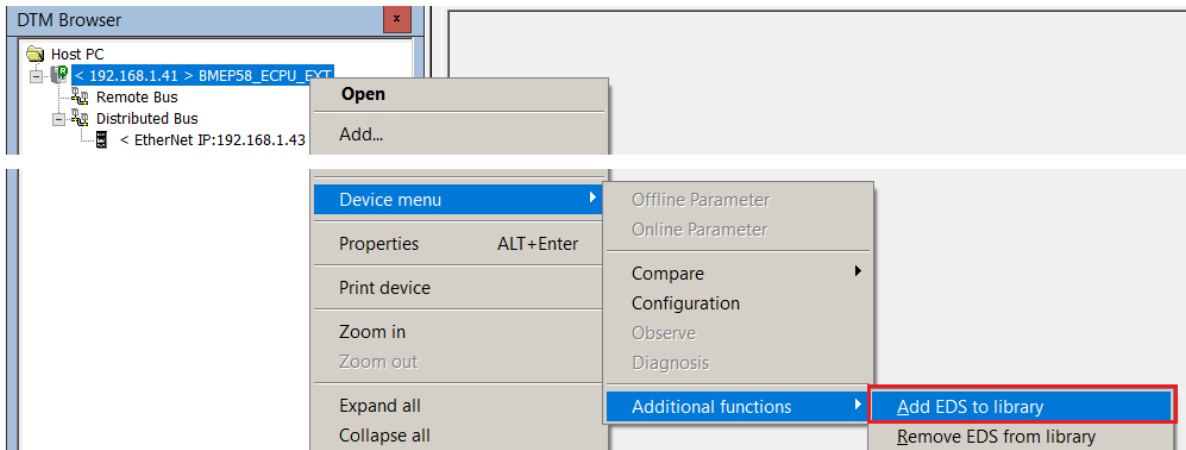 DTM Browser
x
Host PC
< 192.168.1.41 > BMEP58_ECPU_EXT
Remote Bus
Distributed Bus
< EtherNet IP:192.168.1.43
Open
Add...
Device menu
Properties ALT+Enter
Print device
Zoom in
Zoom out
Expand all
Collapse all
Offline Parameter
Online Parameter
Compare
Configuration
Observe
Diagnosis
Additional functions
Add EDS to library
Remove EDS from library